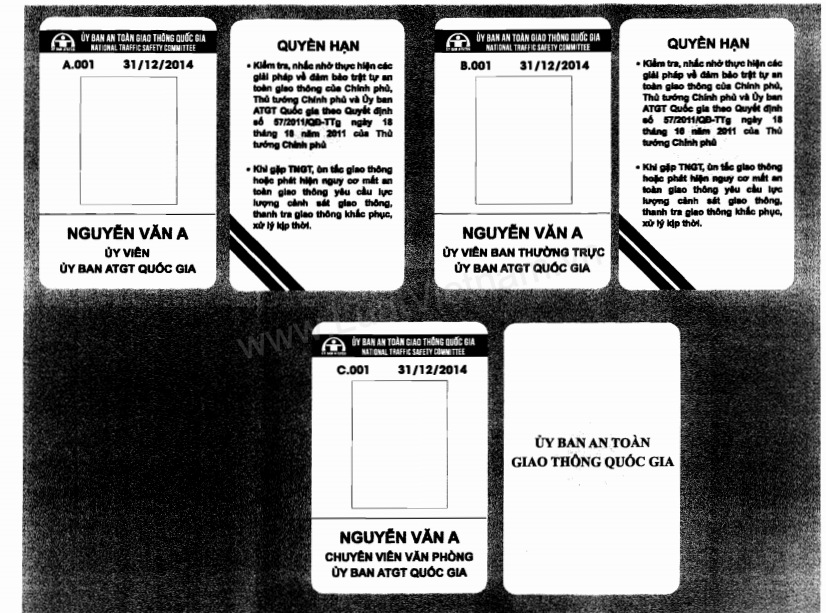 ỦY BAN AN TOÀN GIAO THÔNG QUỐC GIA
NATIONAL TRAFFIC SAFETY COMMITTEE
A.001 31/12/2014
NGUYỄN VĂN A
ỦY VIÊN
ỦY BAN ATGT QUỐC GIA
QUYỀN HẠN
• Kiểm tra, nhắc nhở thực hiện các
giải pháp về đảm bảo trật tự an
toàn giao thông của Chính phủ,
Thủ tướng Chính phủ và Ủy ban
ATGT Quốc gia theo Quyết định
số 57/2011/QĐ-TTg ngày 18
tháng 10 năm 2011 của Thủ
tướng Chính phủ
• Khi gặp TNGT, ùn tắc giao thông
hoặc phát hiện nguy cơ mất an
toàn giao thông yêu cầu lực
lượng cảnh sát giao thông,
thanh tra giao thông khắc phục,
xử lý kịp thời.
ỦY BAN AN TOÀN GIAO THÔNG QUỐC GIA
NATIONAL TRAFFIC SAFETY COMMITTEE
B.001 31/12/2014
NGUYỄN VĂN A
ỦY VIÊN BAN THƯỜNG TRỰC
ỦY BAN ATGT QUỐC GIA
QUYỀN HẠN
• Kiểm tra, nhắc nhở thực hiện các
giải pháp về đảm bảo trật tự an
toàn giao thông của Chính phủ,
Thủ tướng Chính phủ và Ủy ban
ATGT Quốc gia theo Quyết định
số 57/2011/QĐ-TTg ngày 18
tháng 10 năm 2011 của Thủ
tướng Chính phủ
• Khi gặp TNGT, ùn tắc giao thông
hoặc phát hiện nguy cơ mất an
toàn giao thông yêu cầu lực
lượng cảnh sát giao thông,
thanh tra giao thông khắc phục,
xử lý kịp thời.
ỦY BAN AN TOÀN GIAO THÔNG QUỐC GIA
NATIONAL TRAFFIC SAFETY COMMITTEE
C.001 31/12/2014
NGUYỄN VĂN A
CHUYÊN VIÊN VĂN PHÒNG
ỦY BAN ATGT QUỐC GIA
ỦY BAN AN TOÀN
GIAO THÔNG QUỐC GIA